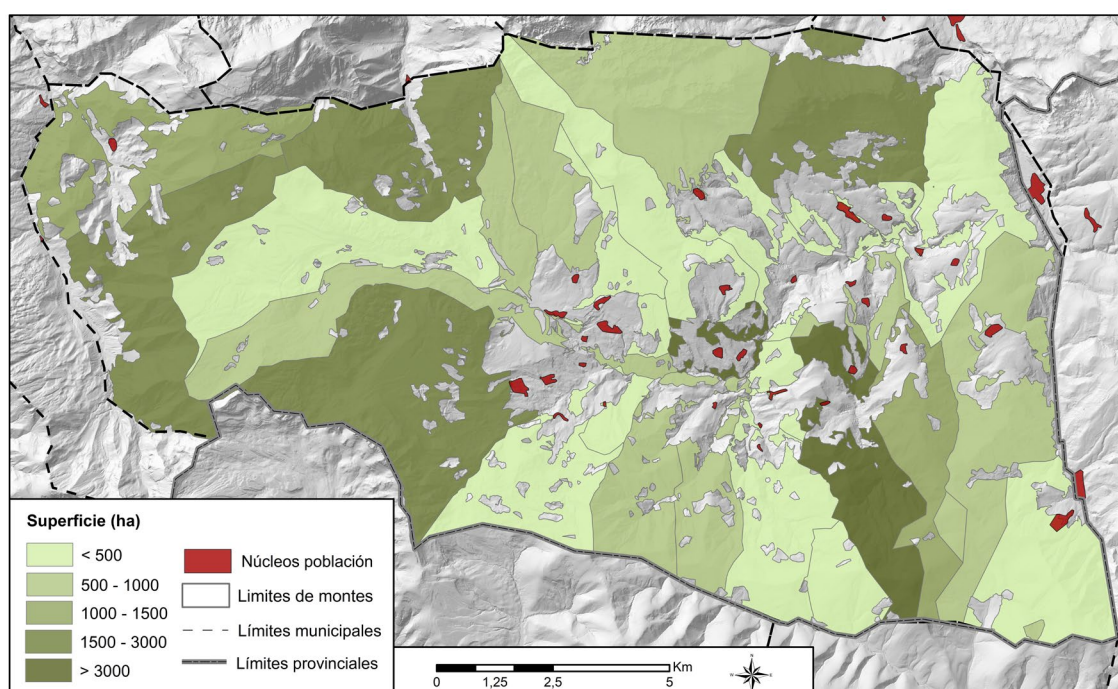 Superficie (ha)
< 500
500 - 1000
1000 - 1500
1500 - 3000
> 3000
Núcleos población
Limites de montes
Límites municipales
Límites provinciales
Km
0 1,25 2,5 5
N
W E
S